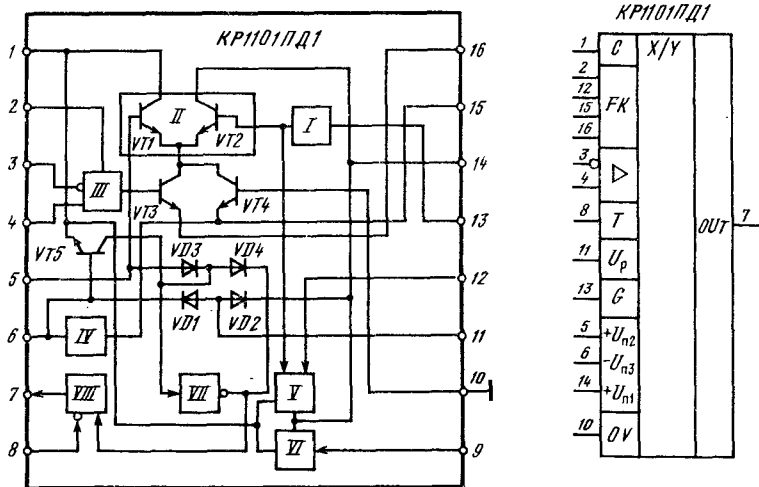 КР1101ПД1
1
2
3
4
5
6
7
8
16
15
14
13
12
11
10
9
II
I
VT1
VT2
III
VT3
VT4
VT5
VD3
VD4
VD1
VD2
IV
V
VIII
VII
VI
КР1101ПД1
1 C X/Y
2
12 FK
15
16
3
4 ▷
8 T OUT 7
11 Uр
13 G
5 +Uп2
6 -Uп3
14 +Uп1
10 0V